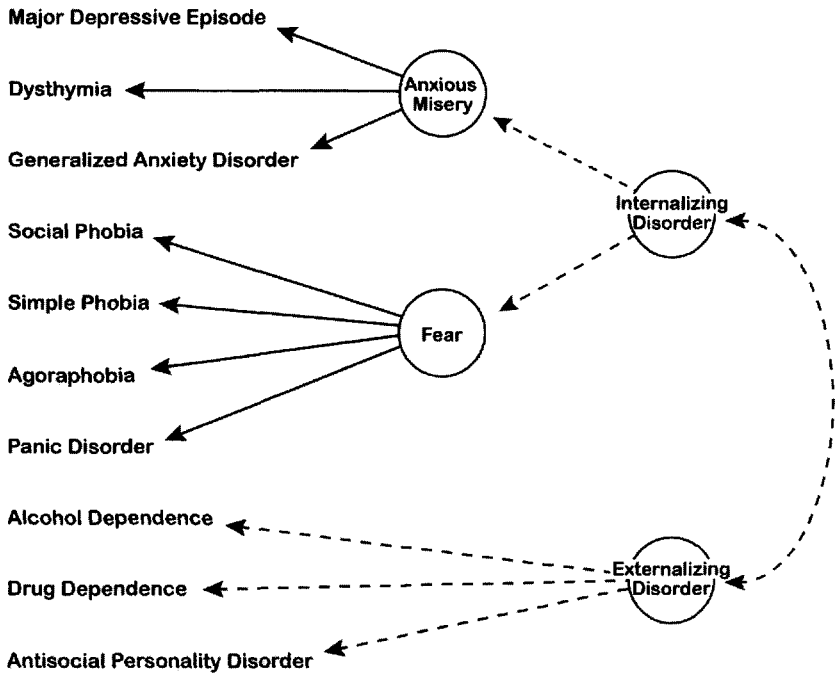 Major Depressive Episode
Dysthymia
Generalized Anxiety Disorder
Social Phobia
Simple Phobia
Agoraphobia
Panic Disorder
Alcohol Dependence
Drug Dependence
Antisocial Personality Disorder
Anxious
Misery
Fear
Internalizing
Disorder
Externalizing
Disorder